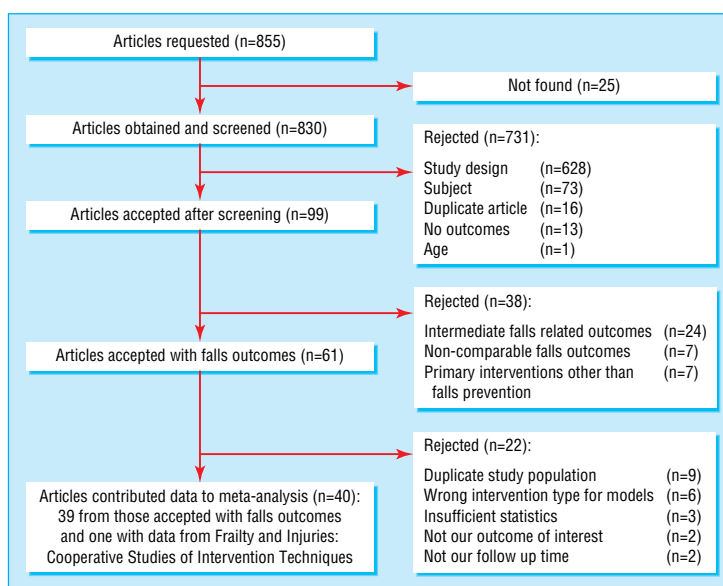 Articles requested (n=855)
Not found (n=25)
Articles obtained and screened (n=830)
Rejected (n=731):
Study design (n=628)
Subject (n=73)
Duplicate article (n=16)
No outcomes (n=13)
Age (n=1)
Articles accepted after screening (n=99)
Rejected (n=38):
Intermediate falls related outcomes (n=24)
Non-comparable falls outcomes (n=7)
Primary interventions other than (n=7)
falls prevention
Articles accepted with falls outcomes (n=61)
Rejected (n=22):
Duplicate study population (n=9)
Wrong intervention type for models (n=6)
Insufficient statistics (n=3)
Not our outcome of interest (n=2)
Not our follow up time (n=2)
Articles contributed data to meta-analysis (n=40):
39 from those accepted with falls outcomes
and one with data from Frailty and Injuries:
Cooperative Studies of Intervention Techniques